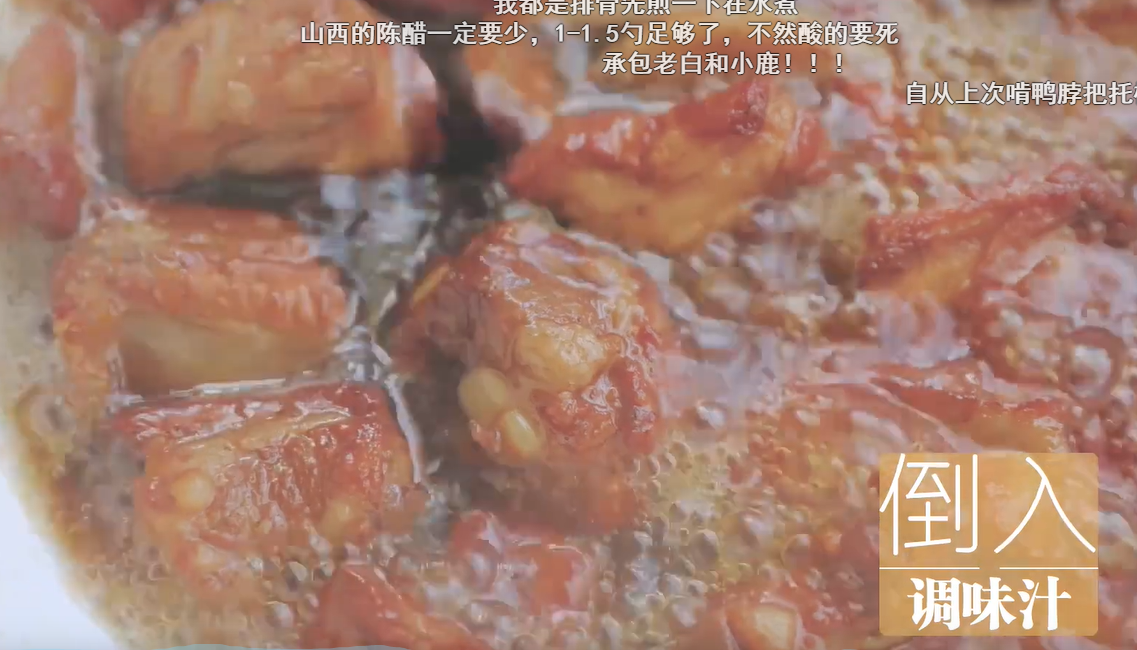 我都是排骨先煎一下在水煮
山西的陈醋一定要少，1-1.5勺足够了，不然酸的要死
承包老白和小鹿！！！
自从上次啃鸭脖把托
倒入
调味汁